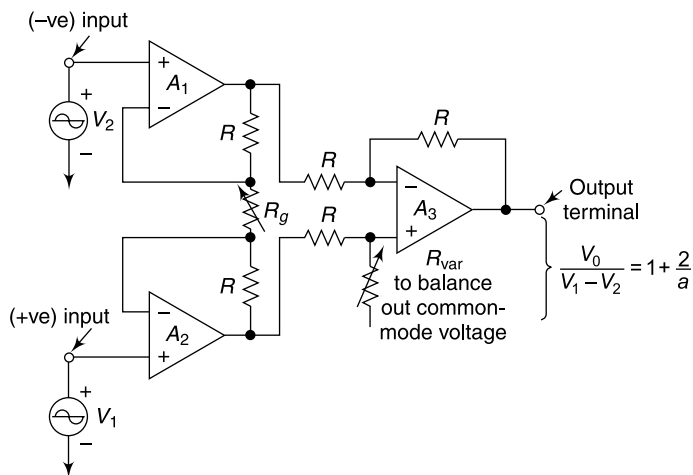 (–ve) input
+
–
A1
+
V2
–
R
R
R
Rg
–
+
A3
Output
terminal
R
Rvar
to balance
out common-
mode voltage
V0
V1 – V2
= 1 + 2
a
R
(+ve) input
–
+
A2
+
V1
–